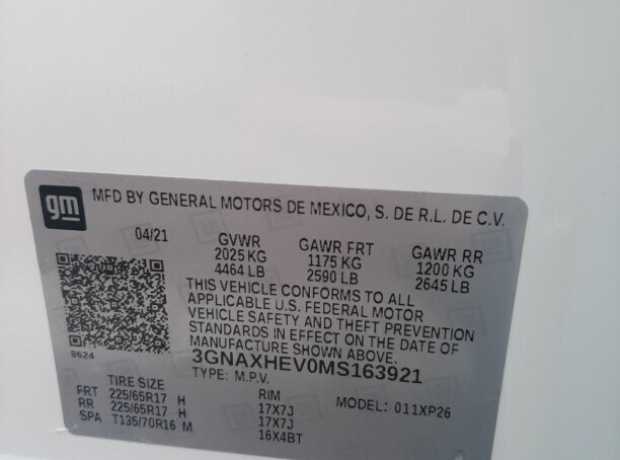 gm
MFD BY GENERAL MOTORS DE MEXICO, S. DE R.L. DE C.V.
04/21 GVWR GAWR FRT GAWR RR
2025 KG 1175 KG 1200 KG
4464 LB 2590 LB 2645 LB
THIS VEHICLE CONFORMS TO ALL
APPLICABLE U.S. FEDERAL MOTOR
VEHICLE SAFETY AND THEFT PREVENTION
STANDARDS IN EFFECT ON THE DATE OF
MANUFACTURE SHOWN ABOVE.
8624
3GNAXHEV0MS163921
TYPE: M.P.V.
TIRE SIZE RIM MODEL: 011XP26
FRT 225/65R17 H 17X7J
RR 225/65R17 H 17X7J
SPA T135/70R16 M 16X4BT